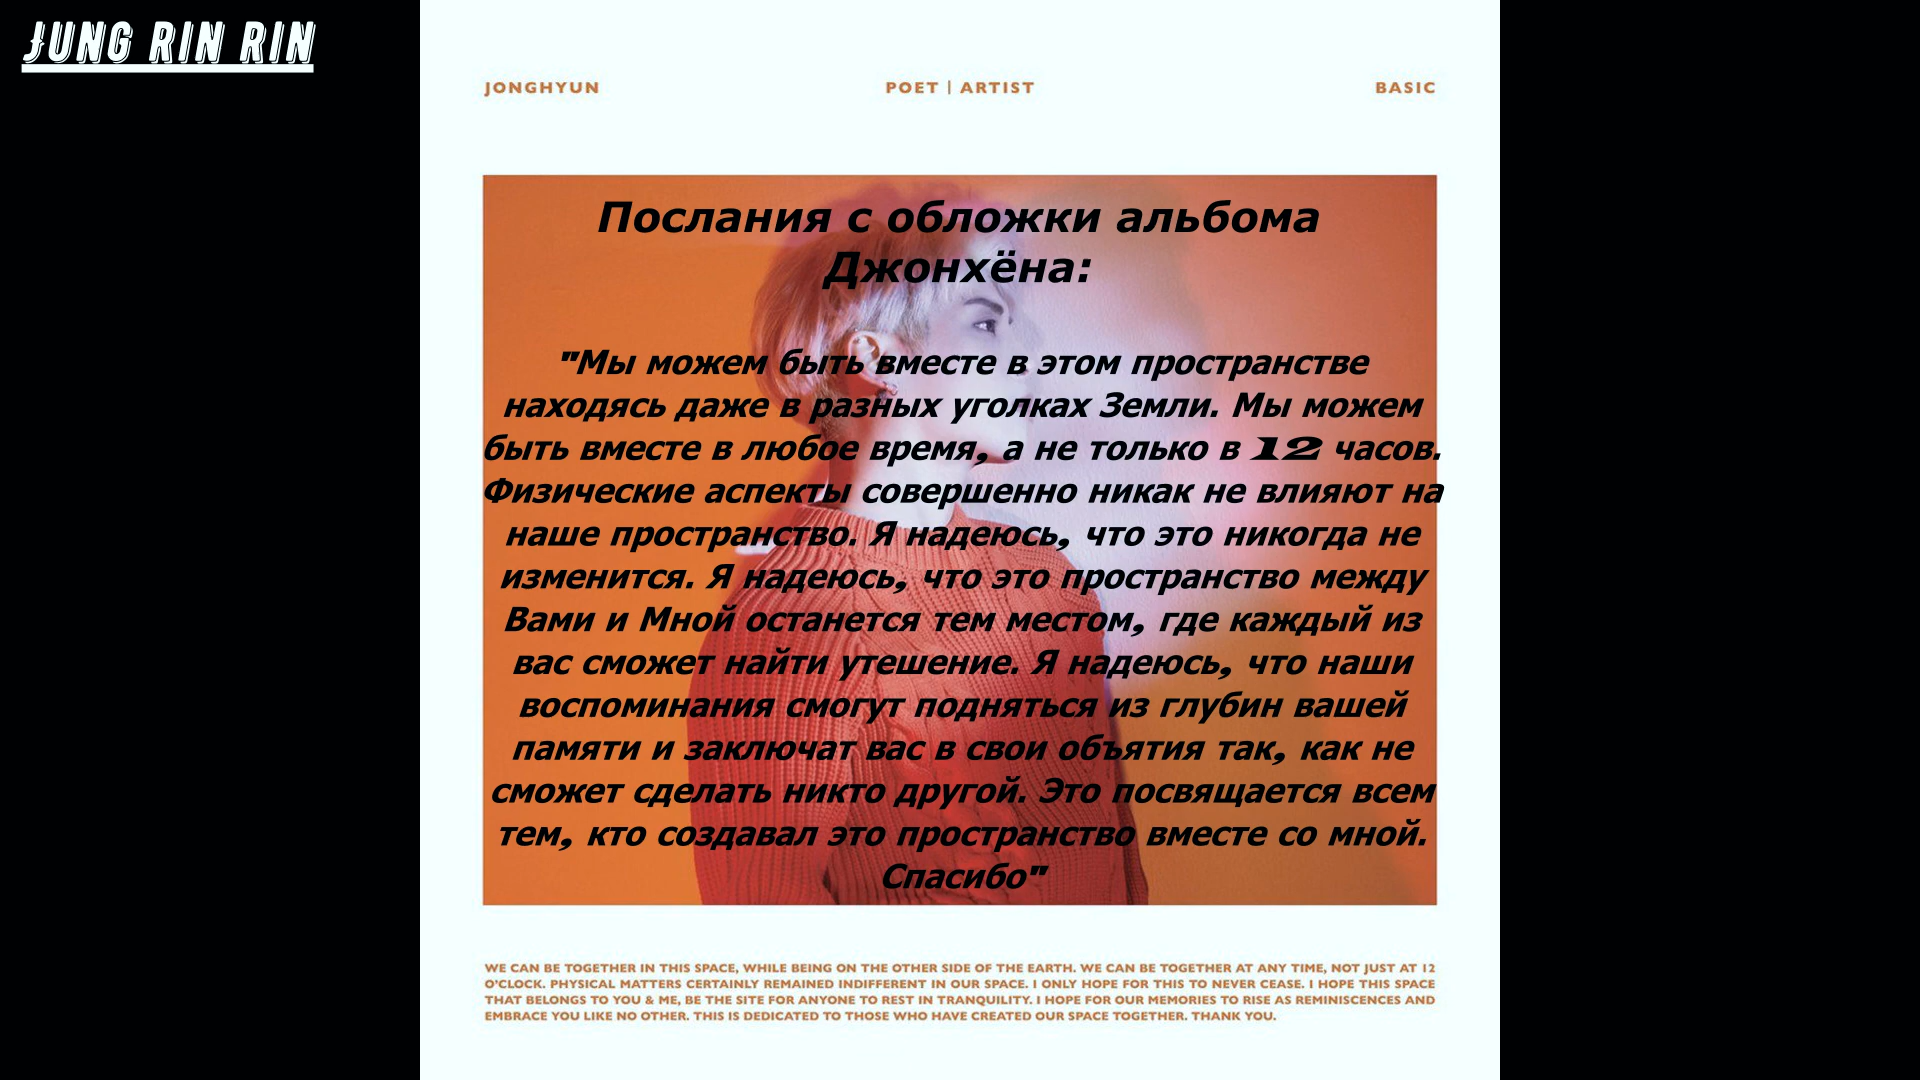 JUNG RIN RIN
JONGHYUN POET | ARTIST BASIC
Послания с обложки альбома
Джонхёна:
"Мы можем быть вместе в этом пространстве
находясь даже в разных уголках Земли. Мы можем
быть вместе в любое время, а не только в 12 часов.
Физические аспекты совершенно никак не влияют на
наше пространство. Я надеюсь, что это никогда не
изменится. Я надеюсь, что это пространство между
Вами и Мной останется тем местом, где каждый из
вас сможет найти утешение. Я надеюсь, что наши
воспоминания смогут подняться из глубин вашей
памяти и заключат вас в свои объятия так, как не
сможет сделать никто другой. Это посвящается всем
тем, кто создавал это пространство вместе со мной.
Спасибо"
WE CAN BE TOGETHER IN THIS SPACE, WHILE BEING ON THE OTHER SIDE OF THE EARTH. WE CAN BE TOGETHER AT ANY TIME, NOT JUST AT 12
O'CLOCK. PHYSICAL MATTERS CERTAINLY REMAINED INDIFFERENT IN OUR SPACE. I ONLY HOPE FOR THIS TO NEVER CEASE. I HOPE THIS SPACE
THAT BELONGS TO YOU & ME, BE THE SITE FOR ANYONE TO REST IN TRANQUILITY. I HOPE FOR OUR MEMORIES TO RISE AS REMINISCENCES AND
EMBRACE YOU LIKE NO OTHER. THIS IS DEDICATED TO THOSE WHO HAVE CREATED OUR SPACE TOGETHER. THANK YOU.